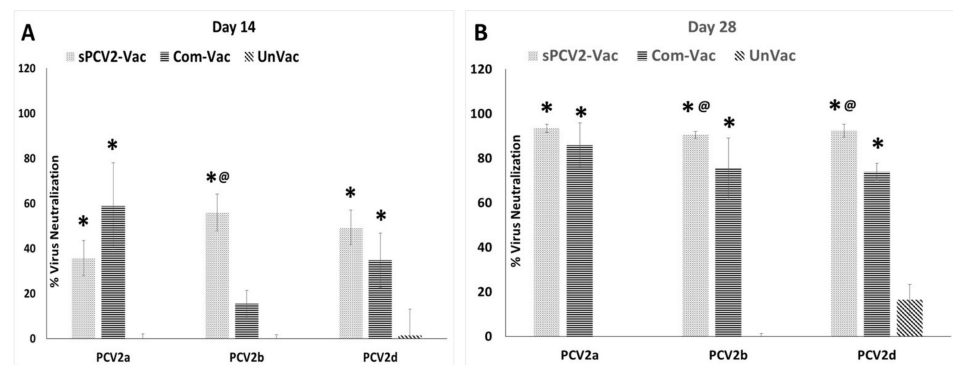 A
Day 14
sPCV2-Vac Com-Vac UnVac
120
100
80
60
40
20
0
% Virus Neutralization
*
*
*@
*
*
PCV2a PCV2b PCV2d
B
Day 28
sPCV2-Vac Com-Vac UnVac
120
100
80
60
40
20
0
% Virus Neutralization
* * *@ * *@ *
PCV2a PCV2b PCV2d